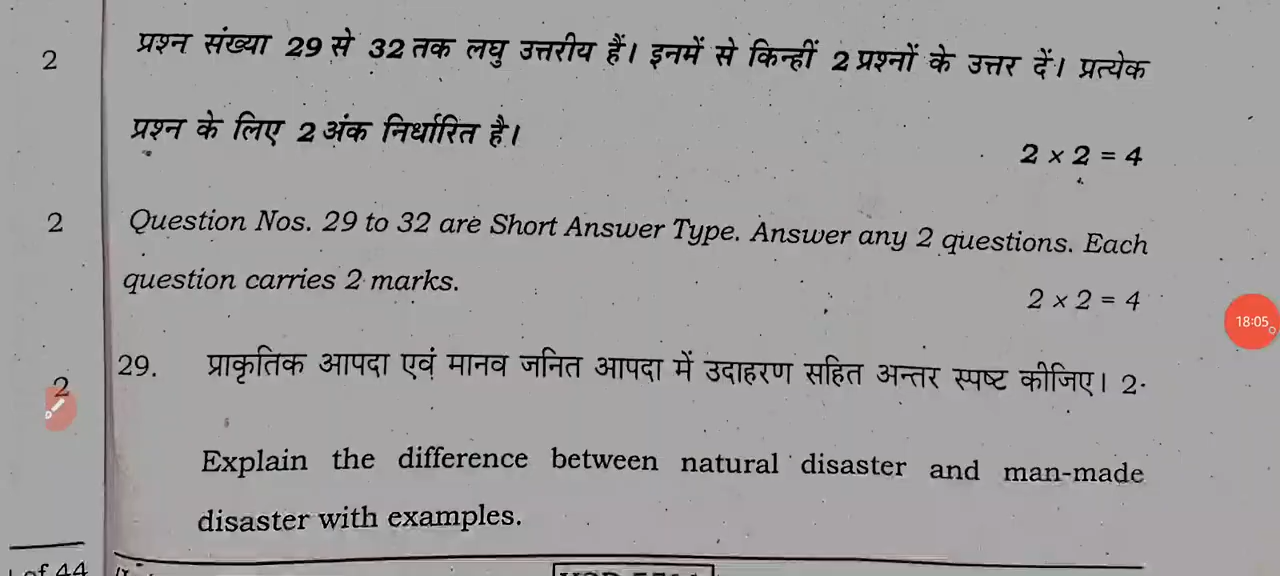 2
प्रश्न संख्या 29 से 32 तक लघु उत्तरीय हैं। इनमें से किन्हीं 2 प्रश्नों के उत्तर दें। प्रत्येक
प्रश्न के लिए 2 अंक निर्धारित है।
2 × 2 = 4
2
Question Nos. 29 to 32 are Short Answer Type. Answer any 2 questions. Each
question carries 2 marks.
2 × 2 = 4
18:05
29. प्राकृतिक आपदा एवं मानव जनित आपदा में उदाहरण सहित अन्तर स्पष्ट कीजिए। 2
2
Explain the difference between natural disaster and man-made
disaster with examples.
of 44